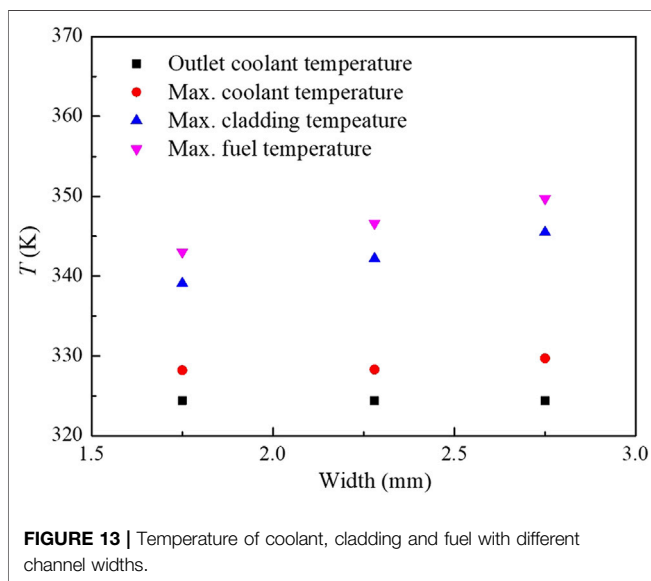 370
360
350
340
330
320
T (K)
Outlet coolant temperature
Max. coolant temperature
Max. cladding tempeature
Max. fuel temperature
1.5
2.0
2.5
3.0
Width (mm)
FIGURE 13 | Temperature of coolant, cladding and fuel with different
channel widths.